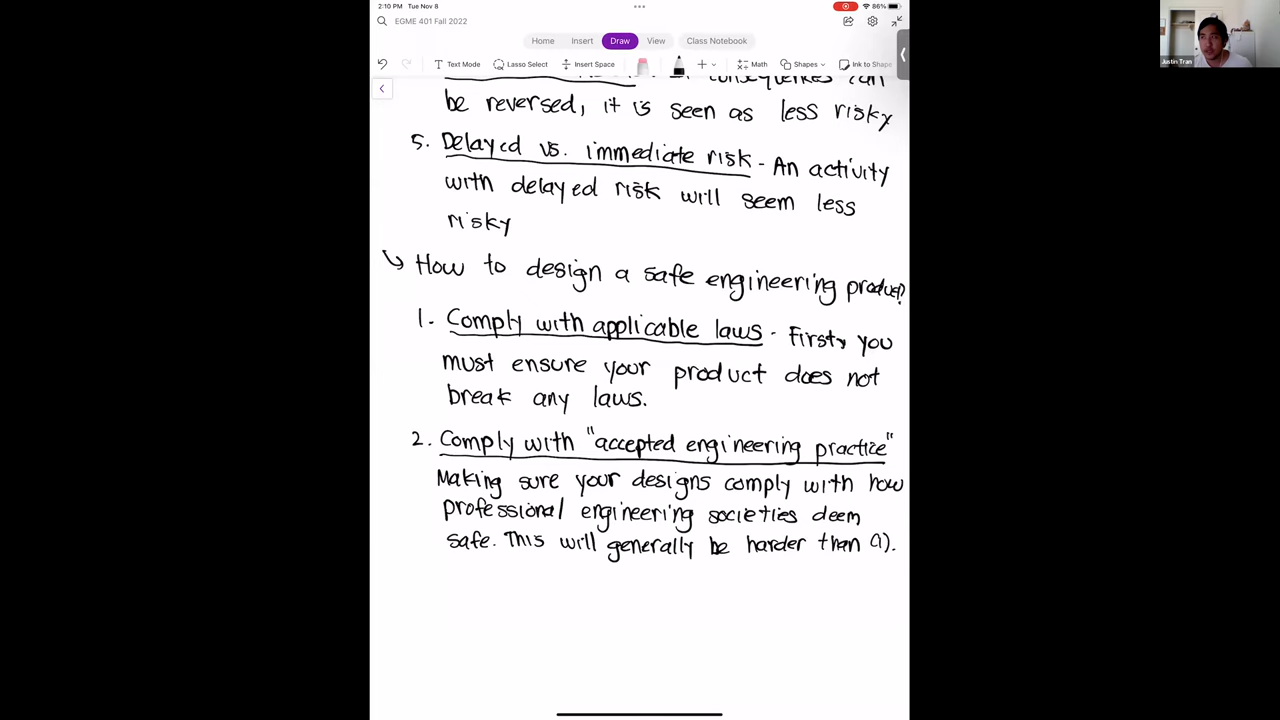 2:10 PM Tue Nov 8
86%
EGME 401 Fall 2022
Home Insert Draw View Class Notebook
Text Mode Lasso Select Insert Space Math Shapes Ink to Shape
consequences can
be reversed, it is seen as less risky
5. Delayed vs. immediate risk - An activity
with delayed risk will seem less
risky
How to design a safe engineering product?
1. Comply with applicable laws - Firstly you
must ensure your product does not
break any laws.
2. Comply with "accepted engineering practice"
Making sure your designs comply with how
professional engineering societies deem
safe. This will generally be harder than (1).
Justin Tran